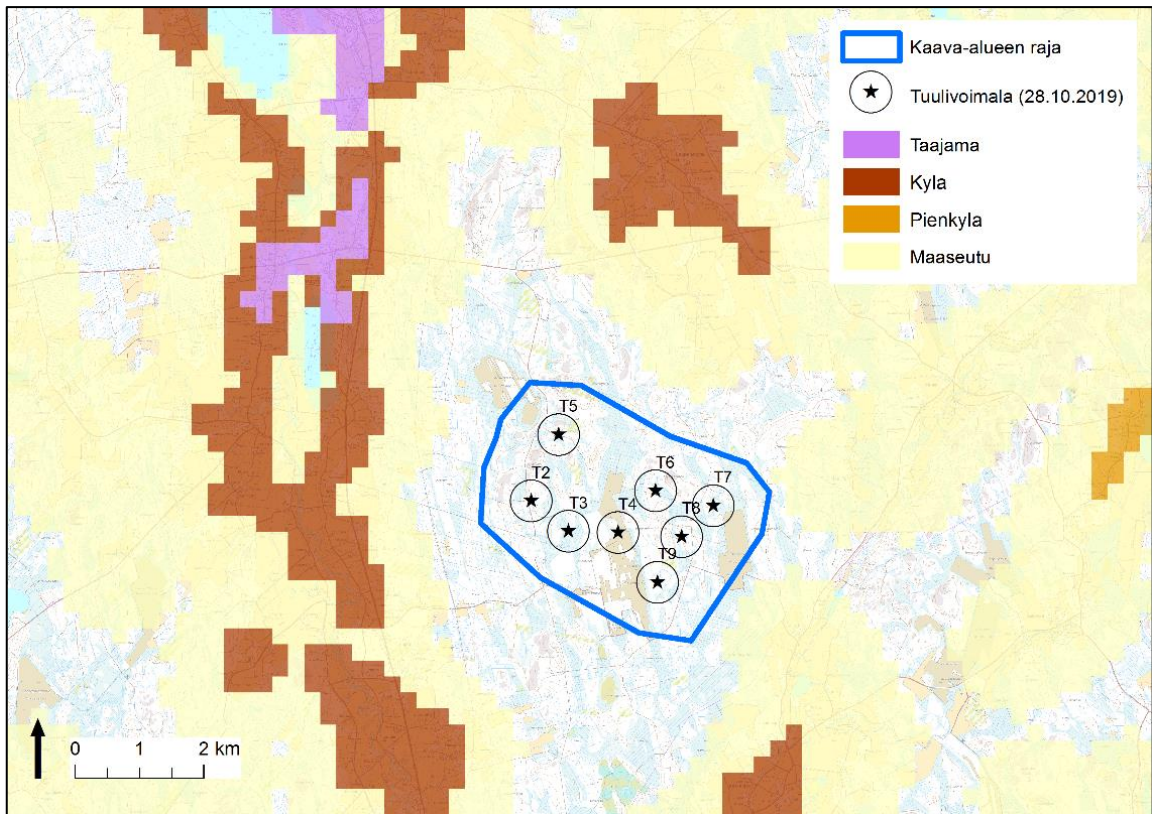 Kaava-alueen raja
Tuulivoimala (28.10.2019)
Taajama
Kyla
Pienkyla
Maaseutu
T5
T2
T3
T4
T6
T7
T8
T9
0 1 2 km